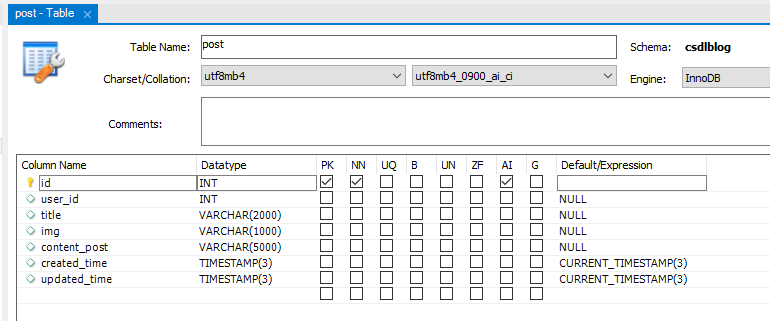 post - Table ×
Table Name: post Schema: csdlblog
Charset/Collation: utf8mb4 utf8mb4_0900_ai_ci Engine: InnoDB
Comments:
Column Name Datatype PK NN UQ B UN ZF AI G Default/Expression
id INT
user_id INT NULL
title VARCHAR(2000) NULL
img VARCHAR(1000) NULL
content_post VARCHAR(5000) NULL
created_time TIMESTAMP(3) CURRENT_TIMESTAMP(3)
updated_time TIMESTAMP(3) CURRENT_TIMESTAMP(3)